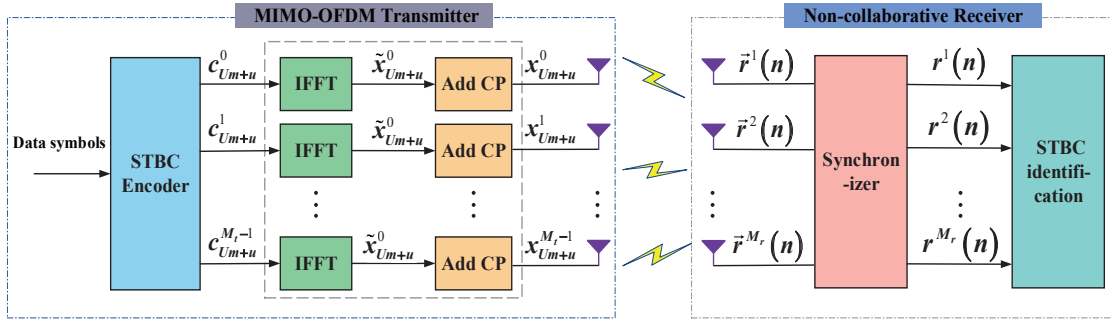 MIMO-OFDM Transmitter
Non-collaborative Receiver
Data symbols
STBC
Encoder
c^0_{Um+u}
IFFT
x̃^0_{Um+u}
Add CP
x^0_{Um+u}
c^1_{Um+u}
IFFT
x̃^0_{Um+u}
Add CP
x^1_{Um+u}
⋮
⋮
⋮
c^{M_t-1}_{Um+u}
IFFT
x̃^0_{Um+u}
Add CP
x^{M_t-1}_{Um+u}
r⃗^1(n)
r⃗^2(n)
⋮
r⃗^{M_r}(n)
Synchron
-izer
r^1(n)
r^2(n)
⋮
r^{M_r}(n)
STBC
identifi-
cation